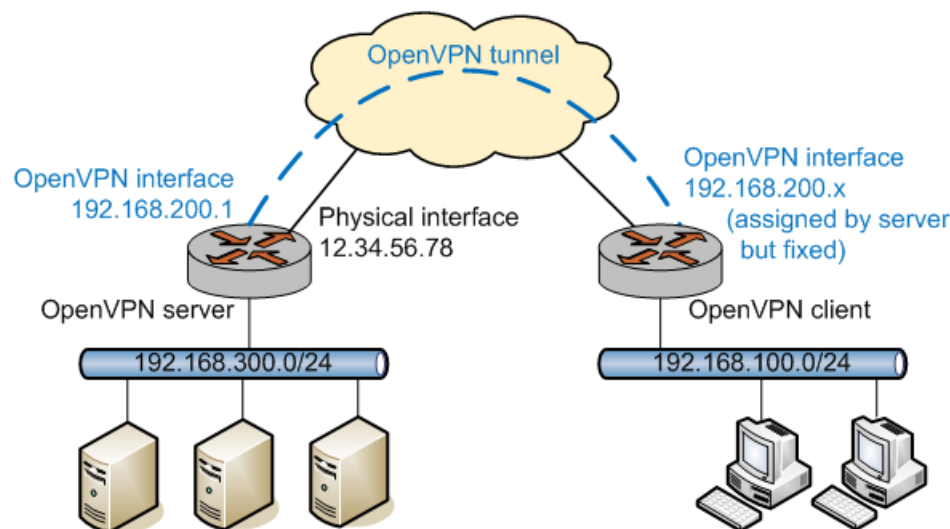 OpenVPN tunnel
OpenVPN interface
192.168.200.1
Physical interface
12.34.56.78
OpenVPN interface
192.168.200.x
(assigned by server
but fixed)
OpenVPN server
OpenVPN client
192.168.300.0/24
192.168.100.0/24